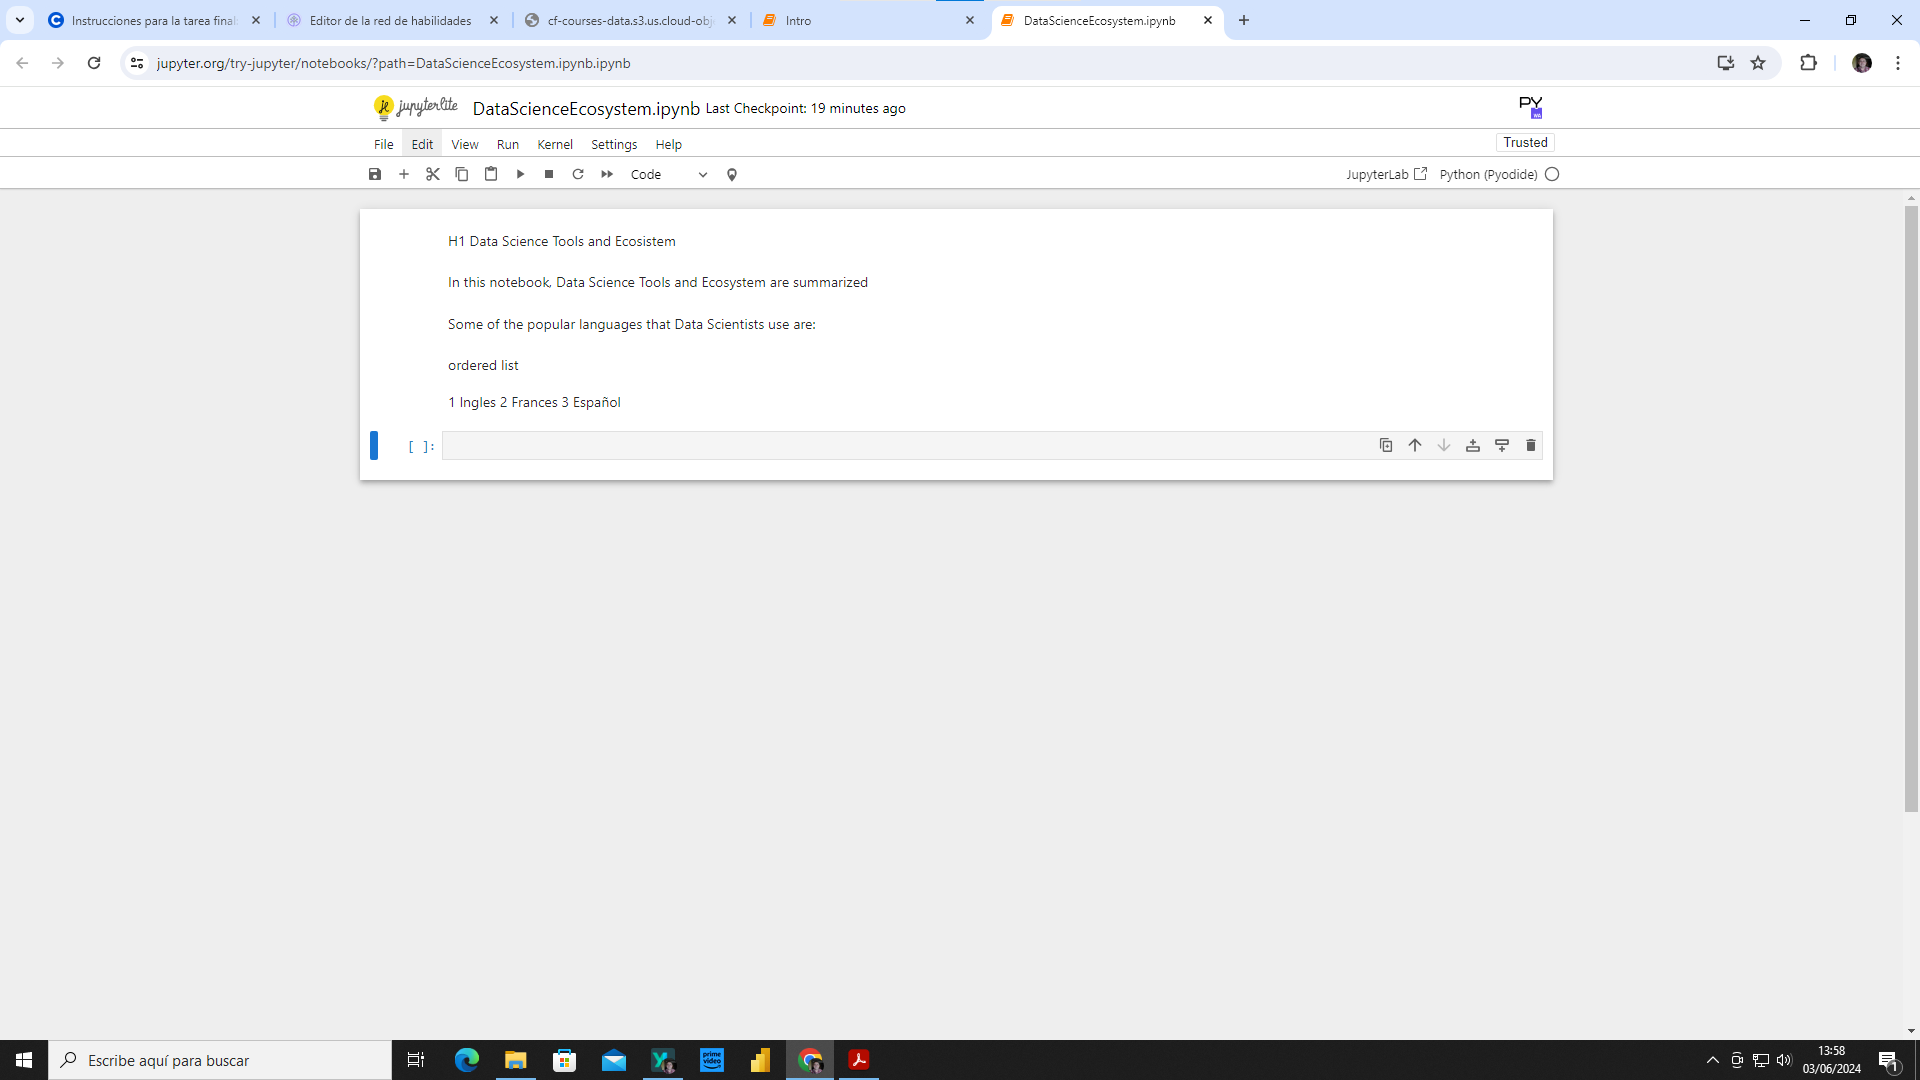 Instrucciones para la tarea final
Editor de la red de habilidades
cf-courses-data.s3.us.cloud-obj
Intro
DataScienceEcosystem.ipynb
jupyter.org/try-jupyter/notebooks/?path=DataScienceEcosystem.ipynb.ipynb
jupyterlite
DataScienceEcosystem.ipynb Last Checkpoint: 19 minutes ago
PY
File Edit View Run Kernel Settings Help
Trusted
Code
JupyterLab
Python (Pyodide)
H1 Data Science Tools and Ecosistem
In this notebook, Data Science Tools and Ecosystem are summarized
Some of the popular languages that Data Scientists use are:
ordered list
1 Ingles 2 Frances 3 Español
[ ]:
Escribe aquí para buscar
prime video
13:58
03/06/2024
1